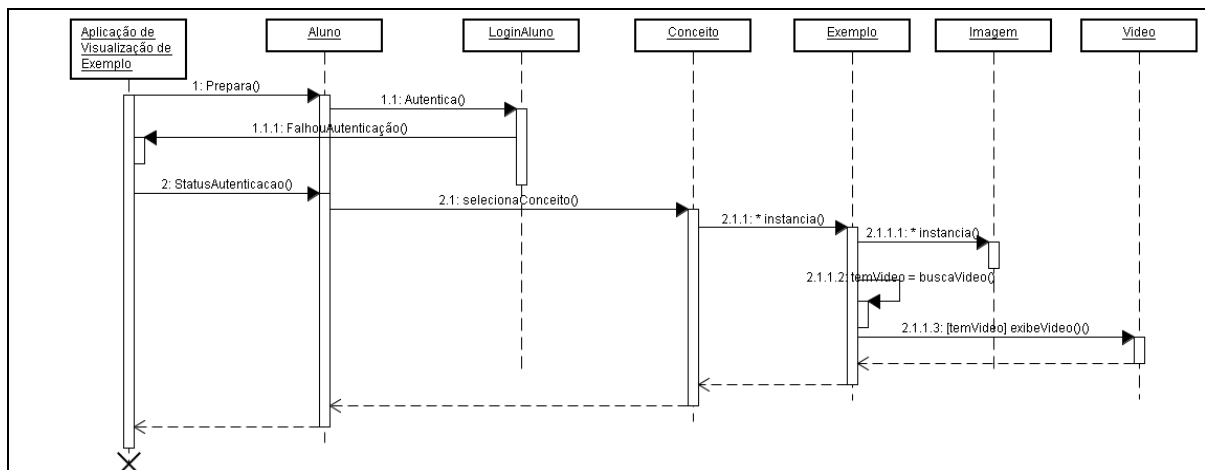 Aplicação de
Visualização de
Exemplo
Aluno
LoginAluno
Conceito
Exemplo
Imagem
Video
1: Prepara()
1.1: Autentica()
1.1.1: FalhouAutenticação()
2: StatusAutenticacao()
2.1: selecionaConceito()
2.1.1: * instancia()
2.1.1.1: * instancia()
2.1.1.2: temVideo = buscaVideo()
2.1.1.3: [temVideo] exibeVideo()()